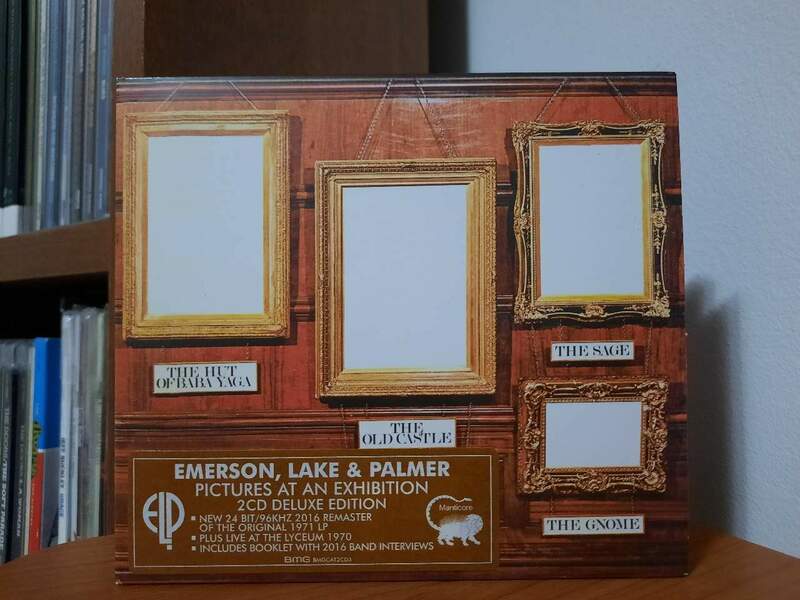 THE HUT
OF BABA YAGA
THE
OLD CASTLE
THE SAGE
THE GNOME
EMERSON, LAKE & PALMER
PICTURES AT AN EXHIBITION
2CD DELUXE EDITION
▪ NEW 24 BIT/96KHZ 2016 REMASTER
OF THE ORIGINAL 1971 LP
▪ PLUS LIVE AT THE LYCEUM 1970
▪ INCLUDES BOOKLET WITH 2016 BAND INTERVIEWS
ELP
Manticore
BMG BMGCAT2CD3